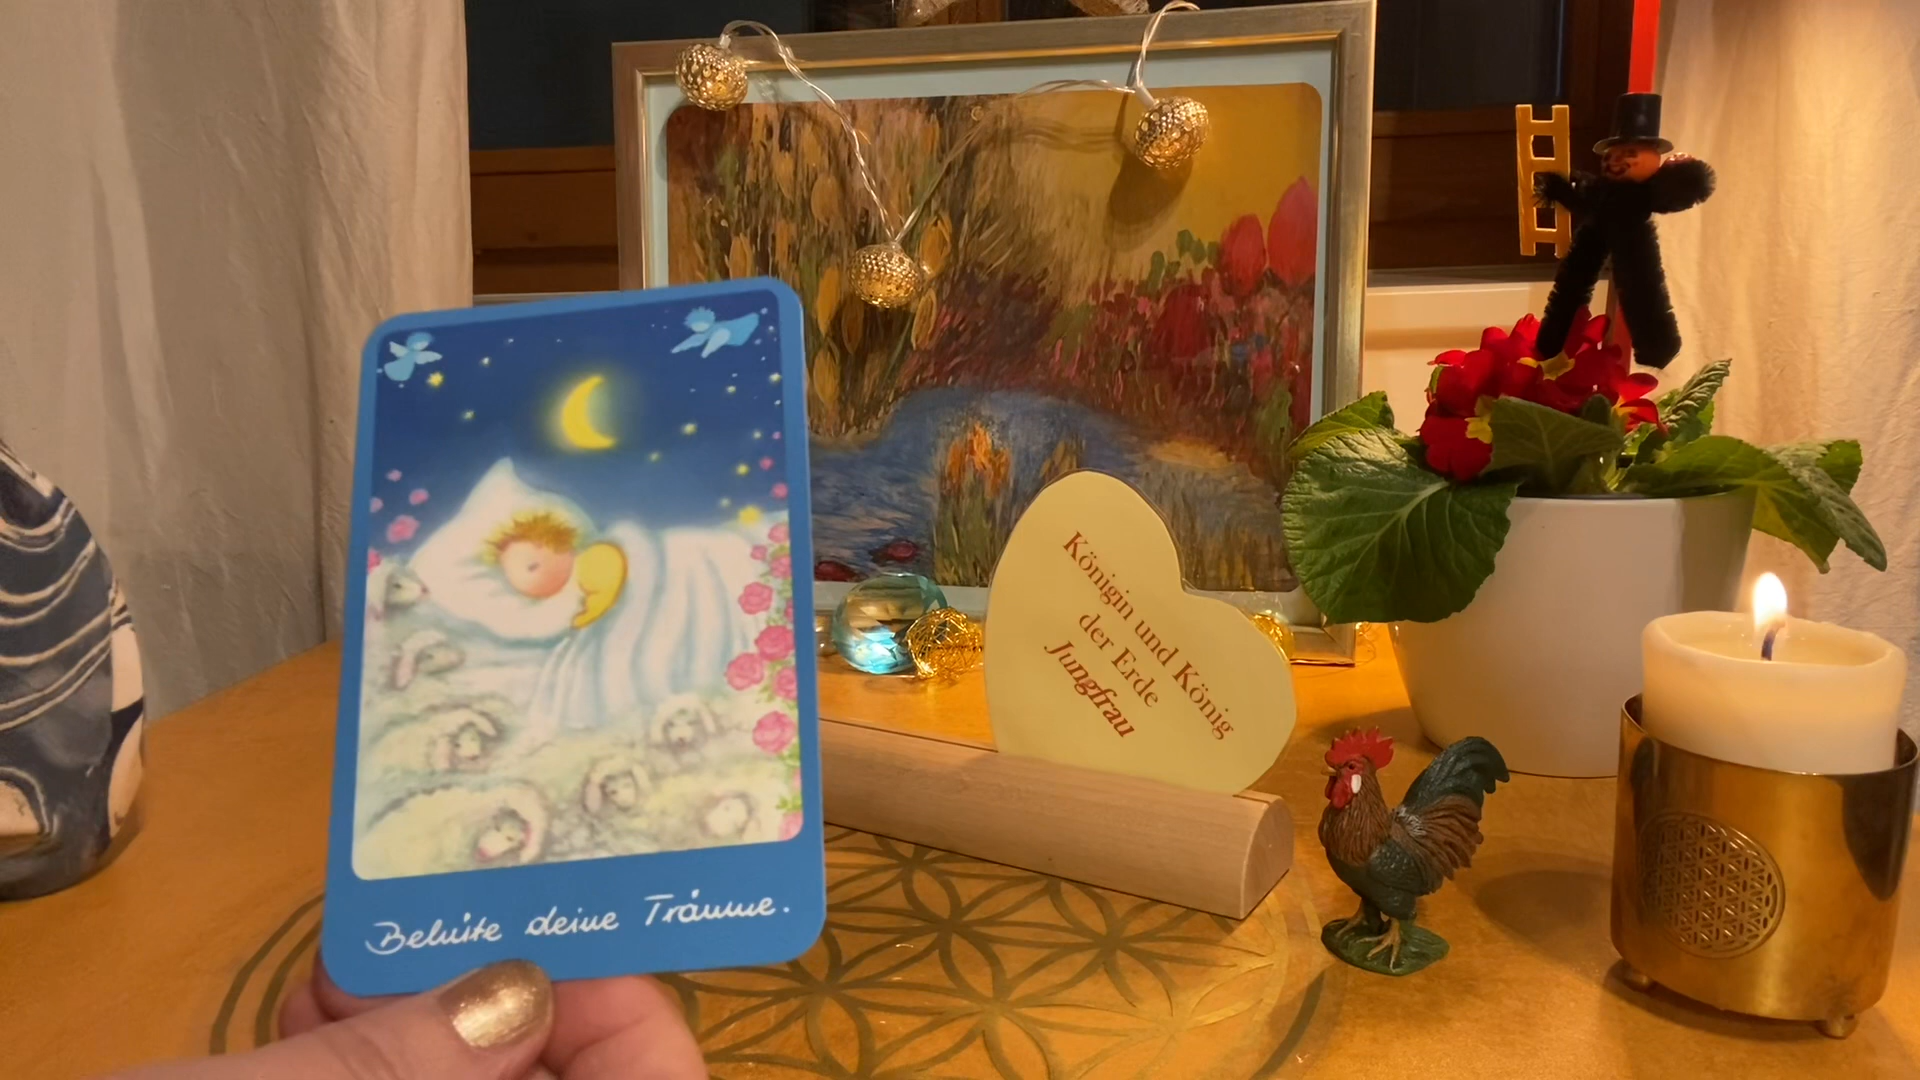 Behüte deine Träume.
Königin und König
der Erde
Jungfrau